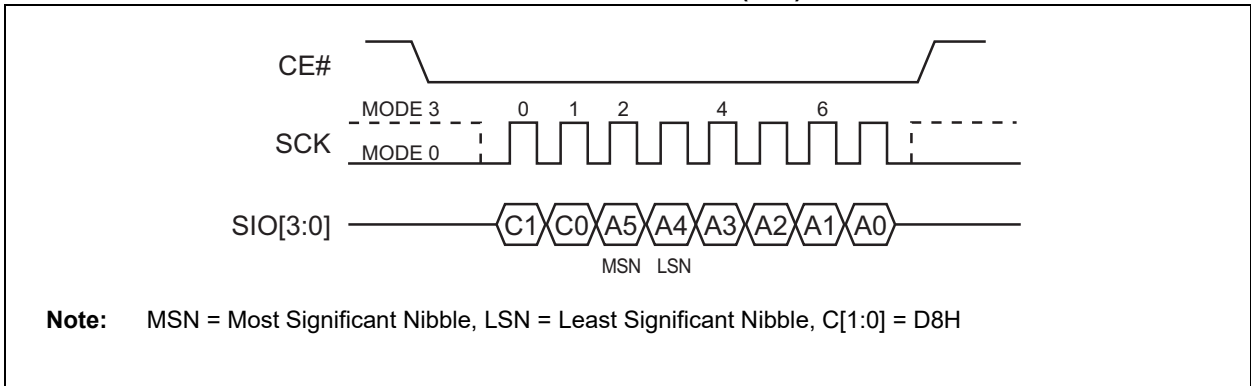 CE#
MODE 3
0 1 2 4 6
SCK
MODE 0
SIO[3:0]
C1 C0 A5 A4 A3 A2 A1 A0
MSN LSN
Note: MSN = Most Significant Nibble, LSN = Least Significant Nibble, C[1:0] = D8H